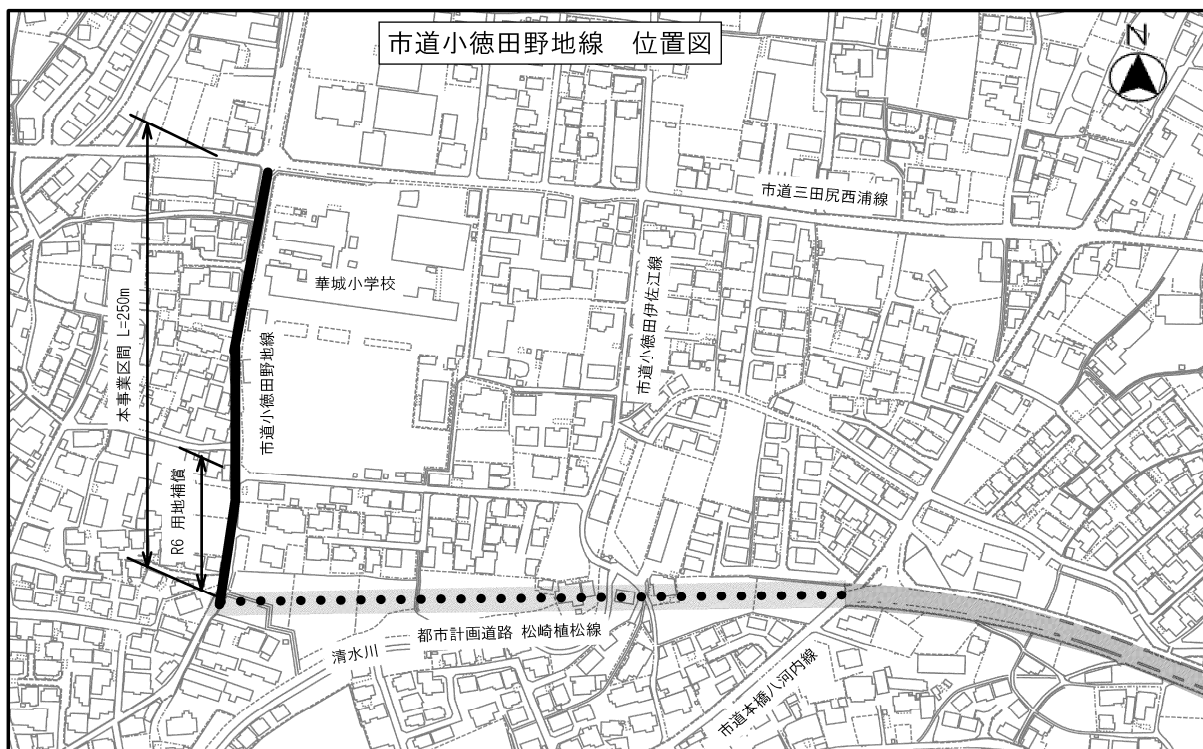 市道小徳田野地線　位置図
N
市道三田尻西浦線
華城小学校
市道小徳田伊佐江線
本事業区間 L=250m
市道小徳田野地線
R6 用地補償
都市計画道路 松崎植松線
清水川
市道本橋八河内線